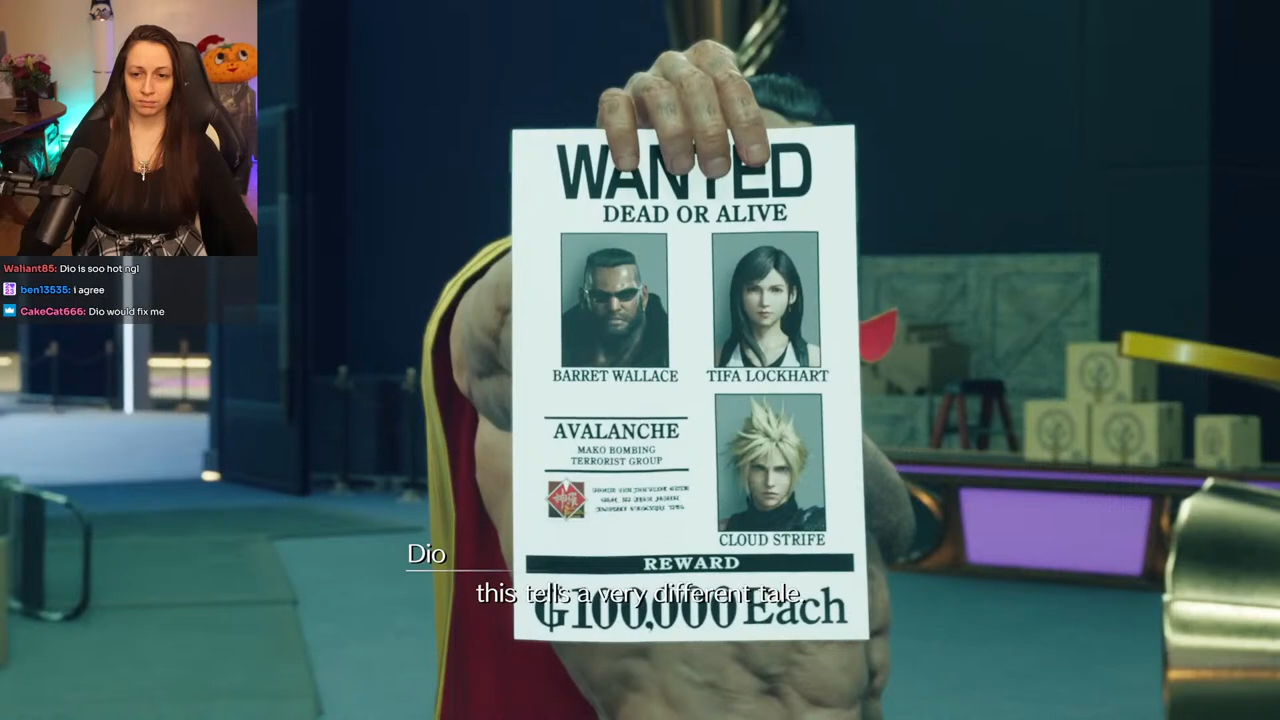 Waliant85: Dio is soo hot ngl
ben13535: i agree
CakeCat666: Dio would fix me
WANTED
DEAD OR ALIVE
BARRET WALLACE
TIFA LOCKHART
AVALANCHE
MAKO BOMBING
TERRORIST GROUP
CLOUD STRIFE
REWARD
100,000 Each
Dio
this tells a very different tale.